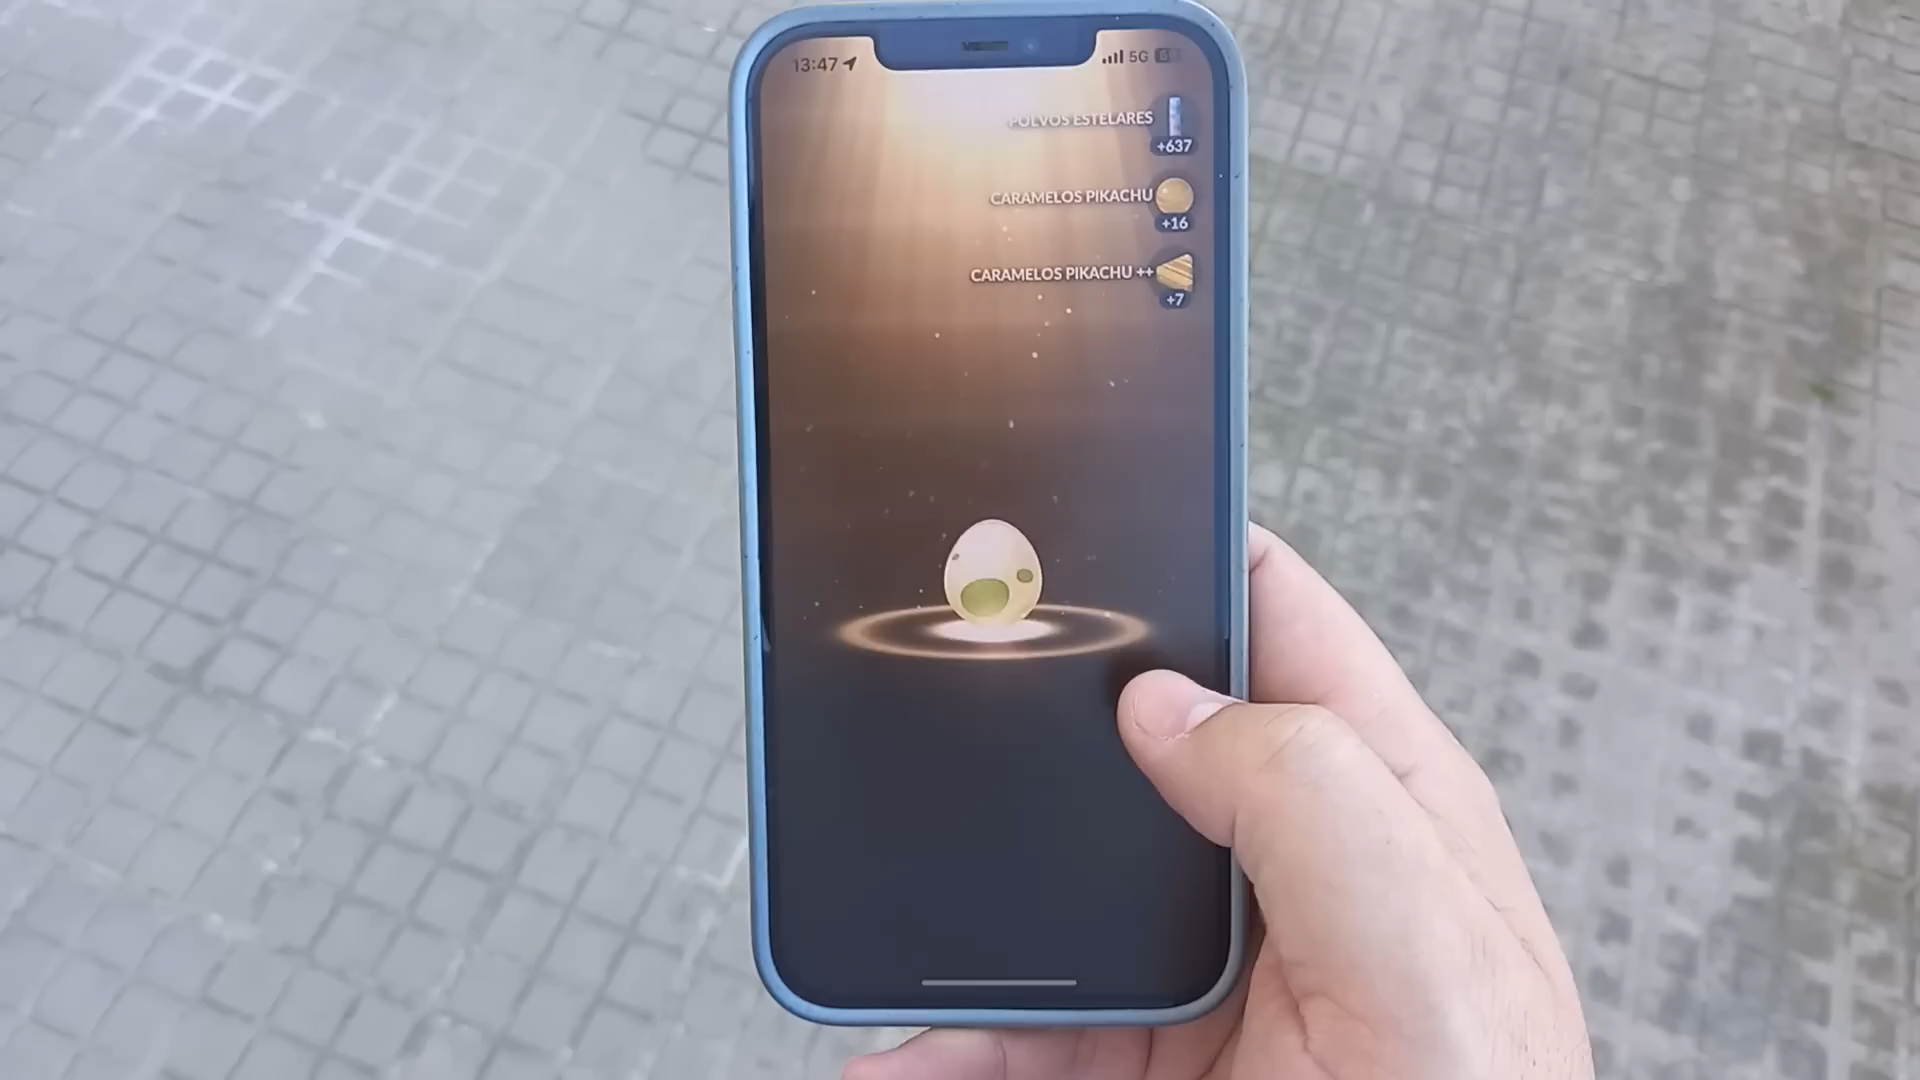 13:47
5G
POLVOS ESTELARES
+637
CARAMELOS PIKACHU
+16
CARAMELOS PIKACHU ++
+7